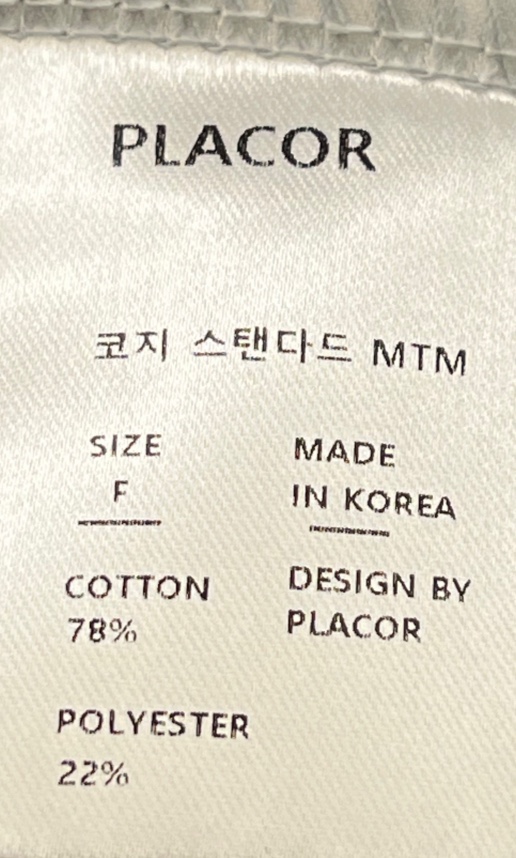 PLACOR
코지 스탠다드 MTM
SIZE
F
MADE
IN KOREA
COTTON
78%
DESIGN BY
PLACOR
POLYESTER
22%